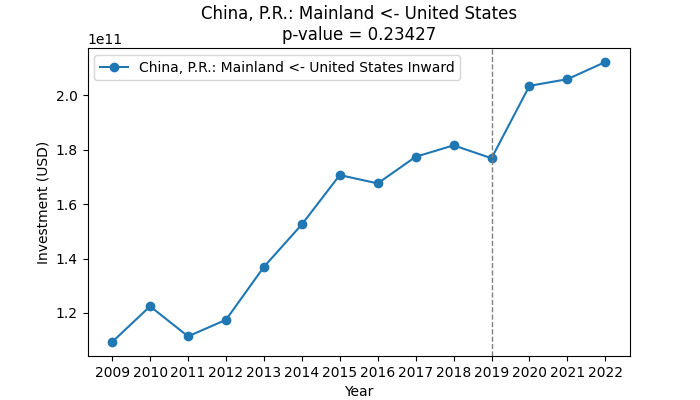 China, P.R.: Mainland <- United States
p-value = 0.23427
1e11
China, P.R.: Mainland <- United States Inward
2.0
1.8
1.6
1.4
1.2
Investment (USD)
2009 2010 2011 2012 2013 2014 2015 2016 2017 2018 2019 2020 2021 2022
Year